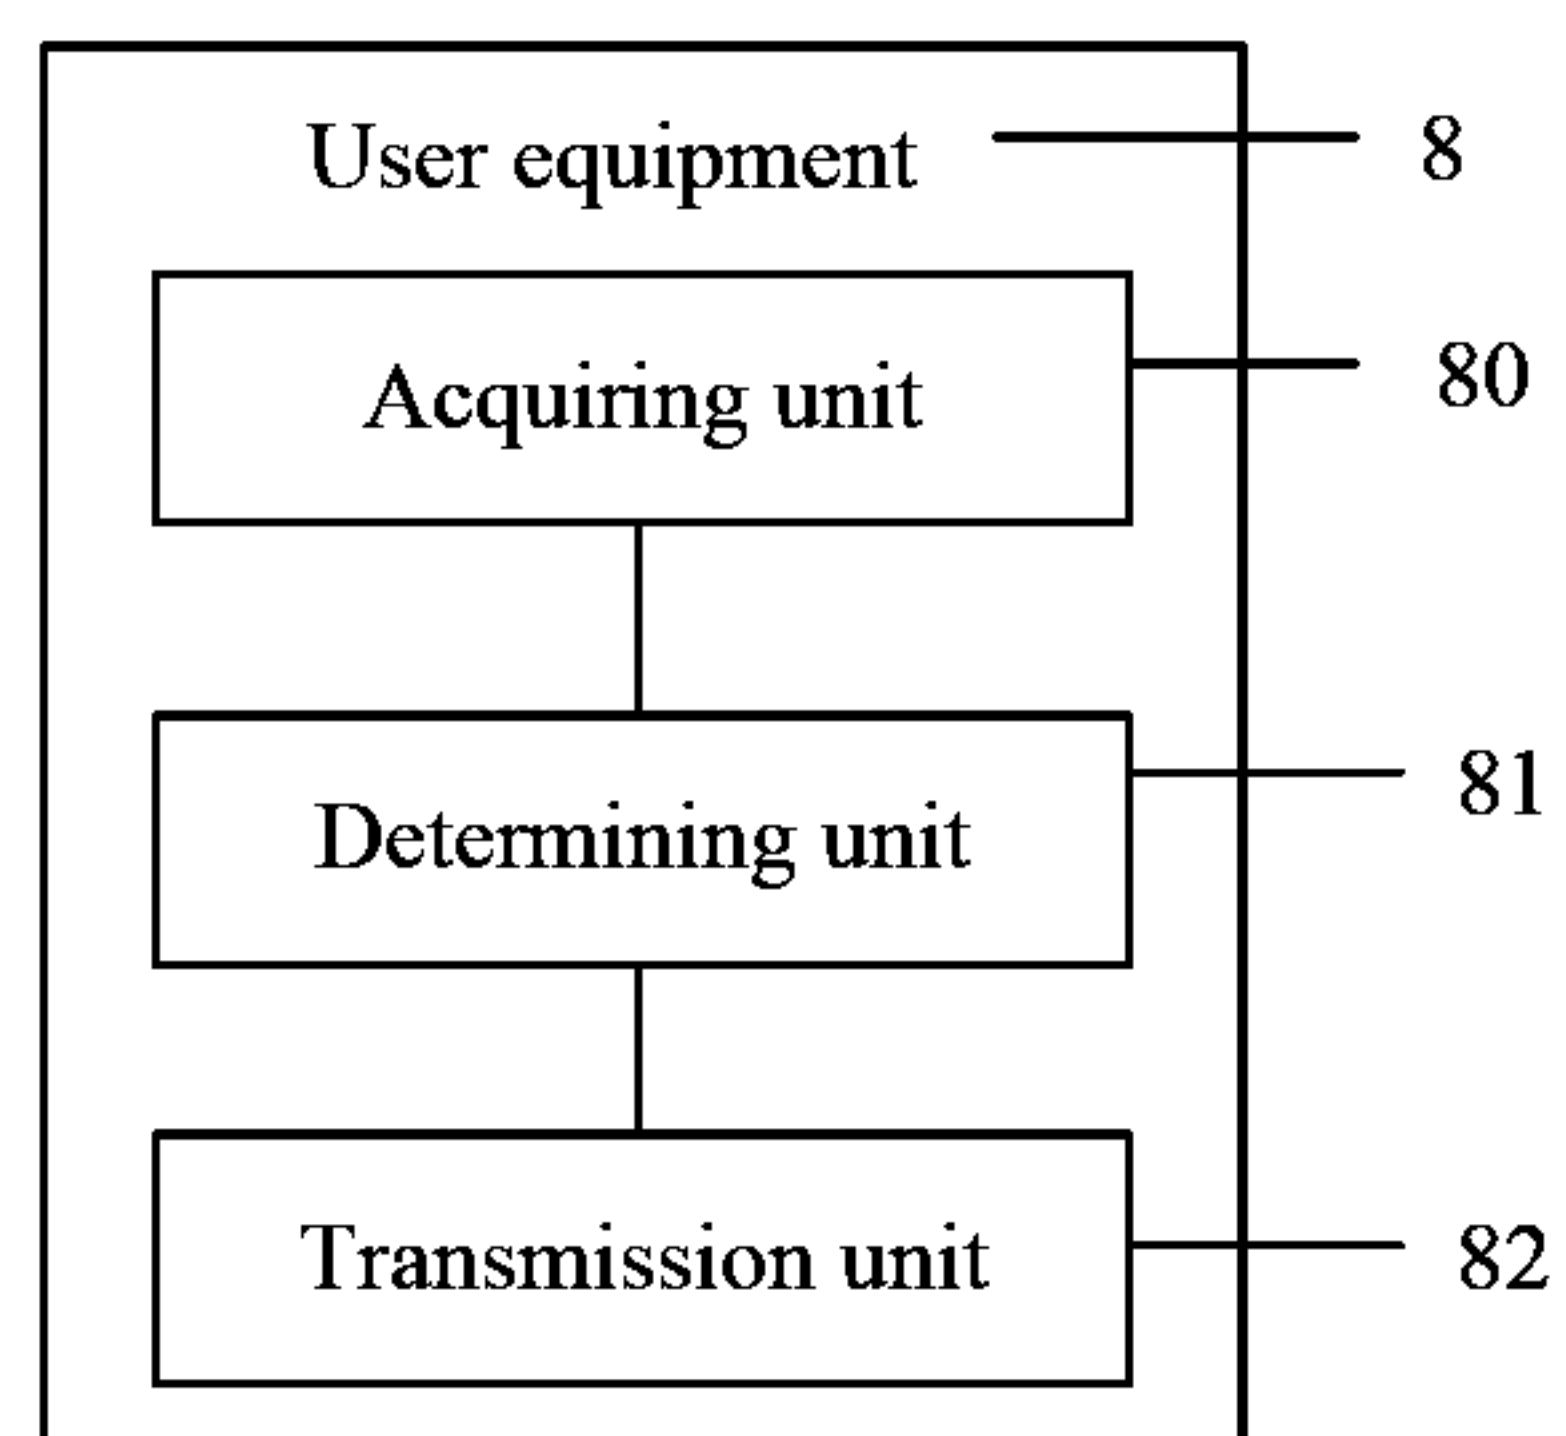 User equipment 8
Acquiring unit 80
Determining unit 81
Transmission unit 82